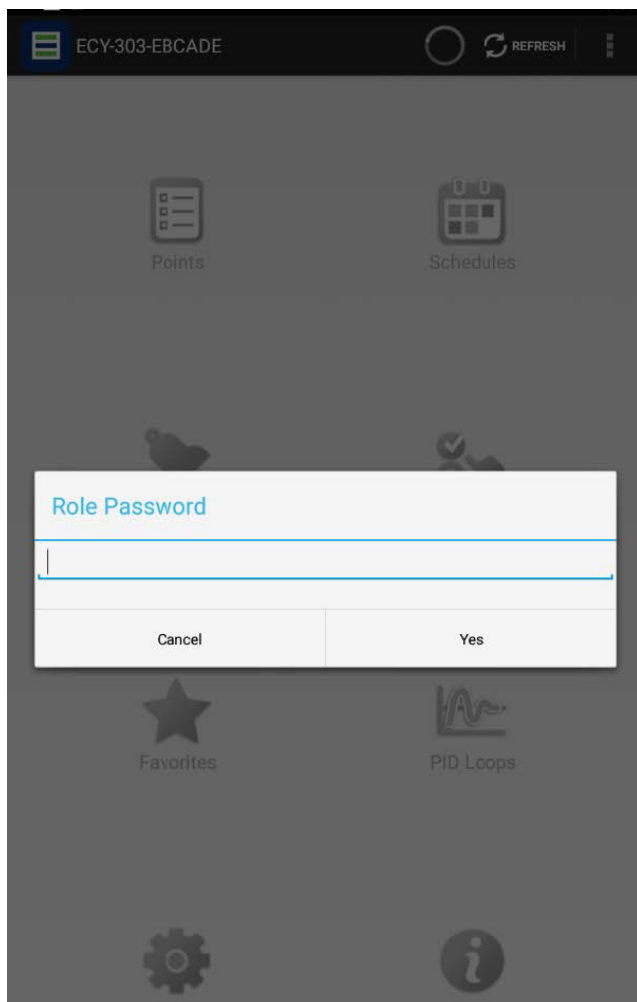 ECY-303-EBCADE
REFRESH
Points
Schedules
Role Password
Cancel
Yes
Favorites
PID Loops